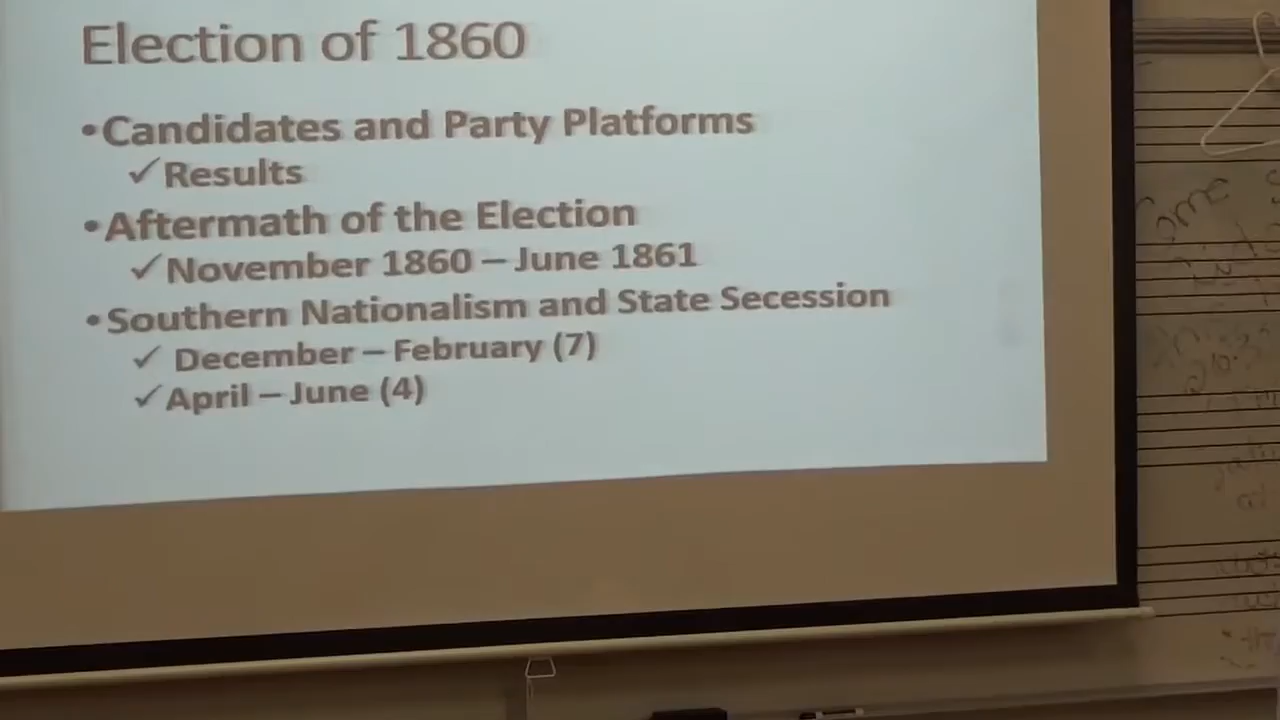 Election of 1860
•Candidates and Party Platforms
✓Results
•Aftermath of the Election
✓November 1860 – June 1861
•Southern Nationalism and State Secession
✓ December – February (7)
✓April – June (4)
Some